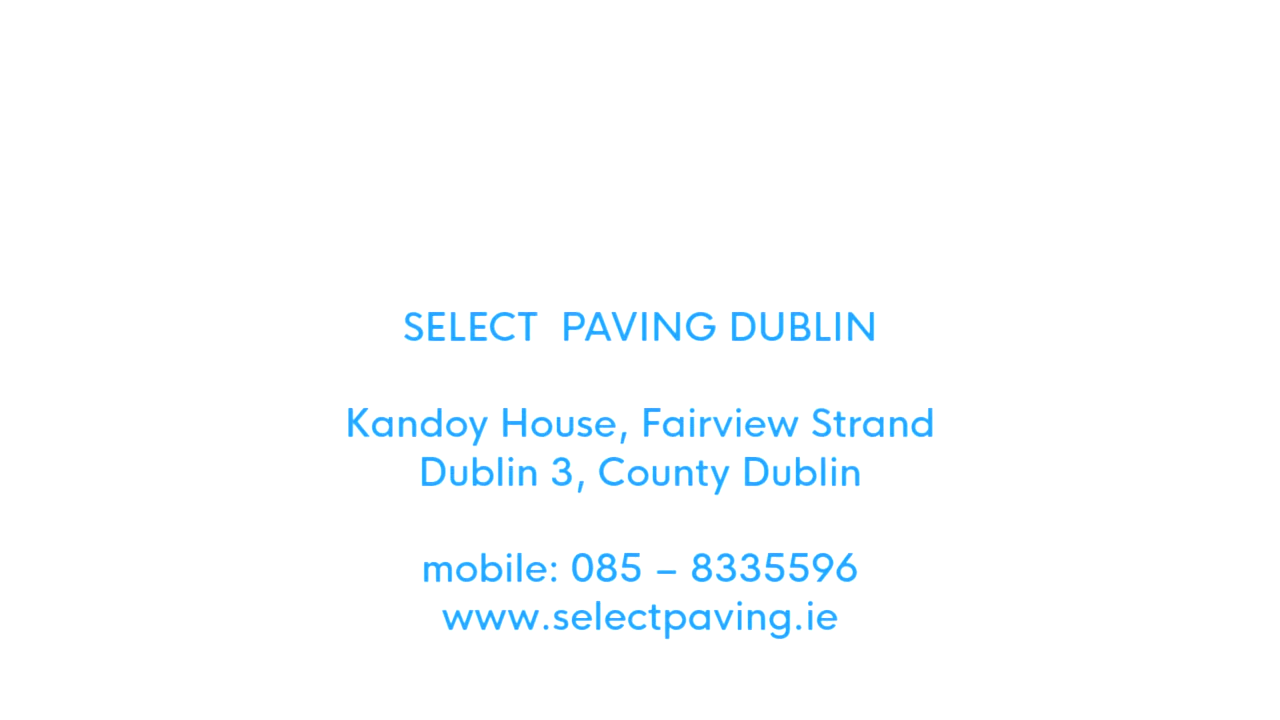 SELECT  PAVING DUBLIN
Kandoy House, Fairview Strand
Dublin 3, County Dublin
mobile: 085 – 8335596
www.selectpaving.ie